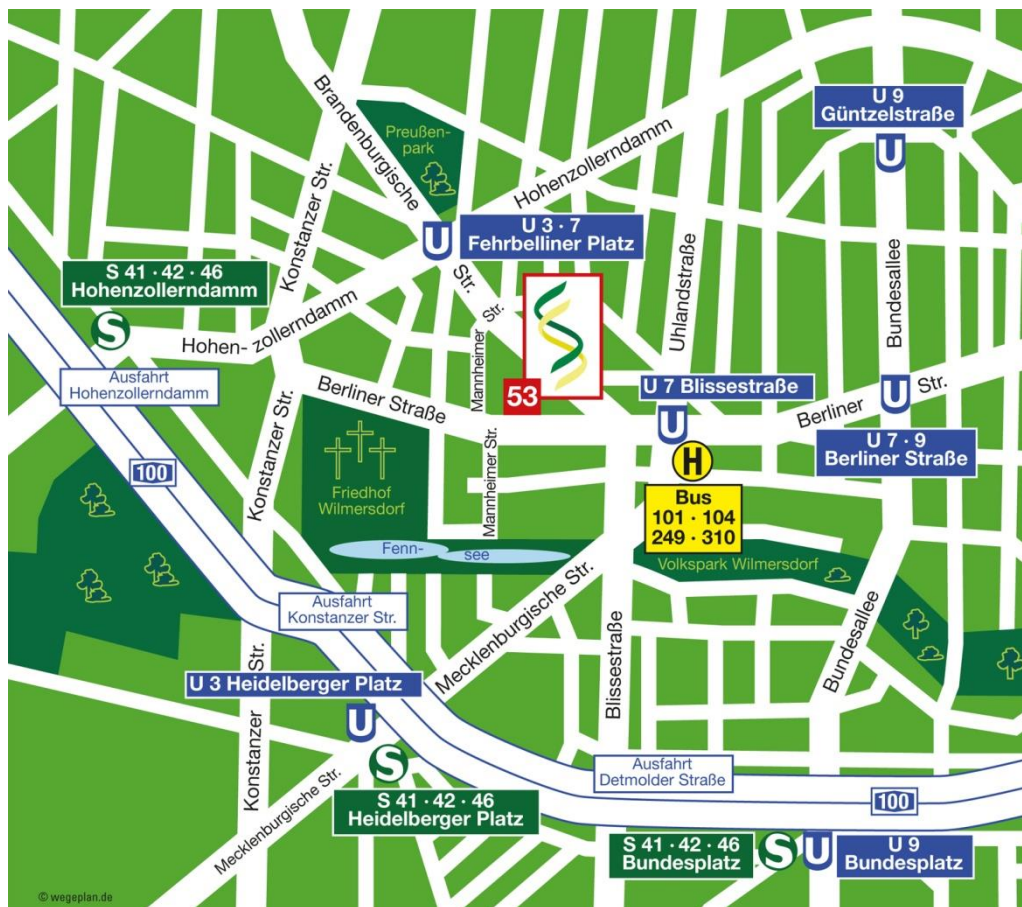 Brandenburgische
Str.
Preußen-
park
U 9
Güntzelstraße
U
Hohenzollerndamm
Konstanzer Str.
U
U 3 · 7
Fehrbelliner Platz
S 41 · 42 · 46
Hohenzollerndamm
S
Hohen- zollerndamm
Uhlandstraße
Bundesallee
Mannheimer Str.
Ausfahrt
Hohenzollerndamm
53
U 7 Blissestraße
U
U
Berliner Straße
Berliner Str.
U 7 · 9
Berliner Straße
Konstanzer Str.
100
Friedhof
Wilmersdorf
Mannheimer Str.
H
Bus
101 · 104
249 · 310
Fenn-
see
Volkspark Wilmersdorf
Ausfahrt
Konstanzer Str.
Mecklenburgische Str.
Blissestraße
Bundesallee
U 3 Heidelberger Platz
U
Konstanzer Str.
S
S 41 · 42 · 46
Heidelberger Platz
Mecklenburgische Str.
Ausfahrt
Detmolder Straße
100
S 41 · 42 · 46
Bundesplatz
S
U
U 9
Bundesplatz
© wegeplan.de